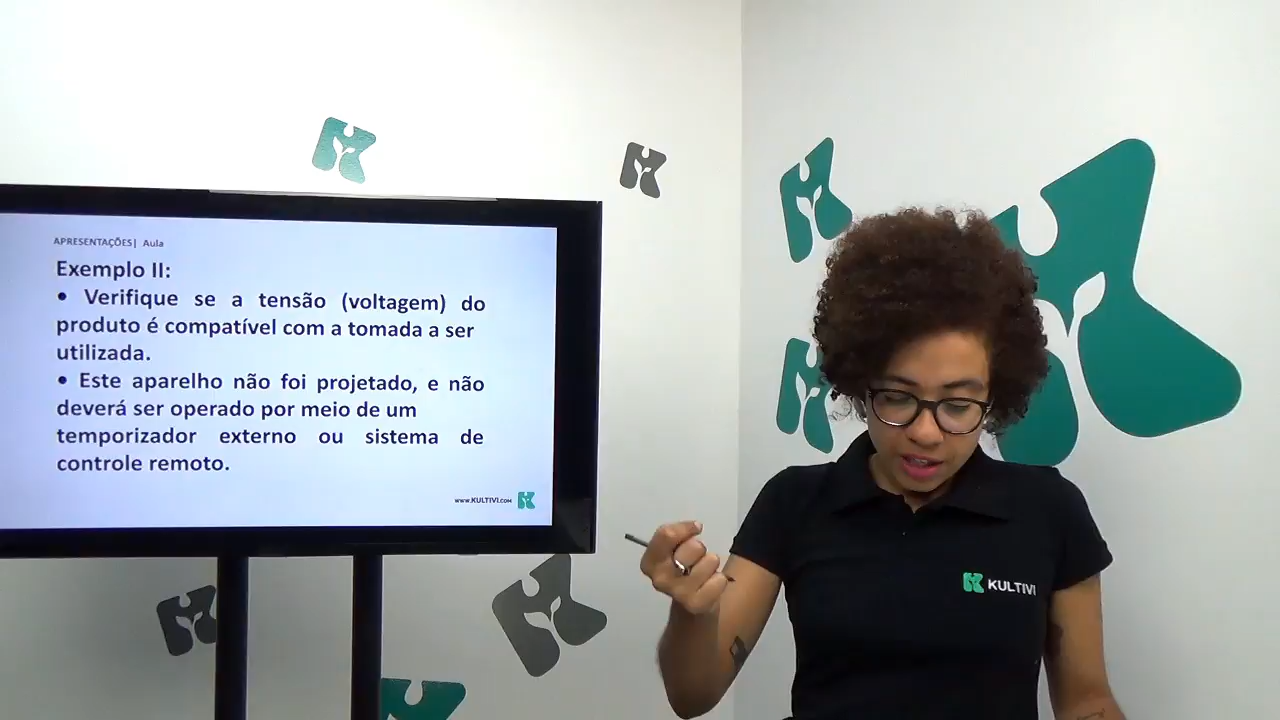 APRESENTAÇÕES| Aula
Exemplo II:
• Verifique se a tensão (voltagem) do
produto é compatível com a tomada a ser
utilizada.
• Este aparelho não foi projetado, e não
deverá ser operado por meio de um
temporizador externo ou sistema de
controle remoto.
www.KULTIVI.COM
KULTIVI